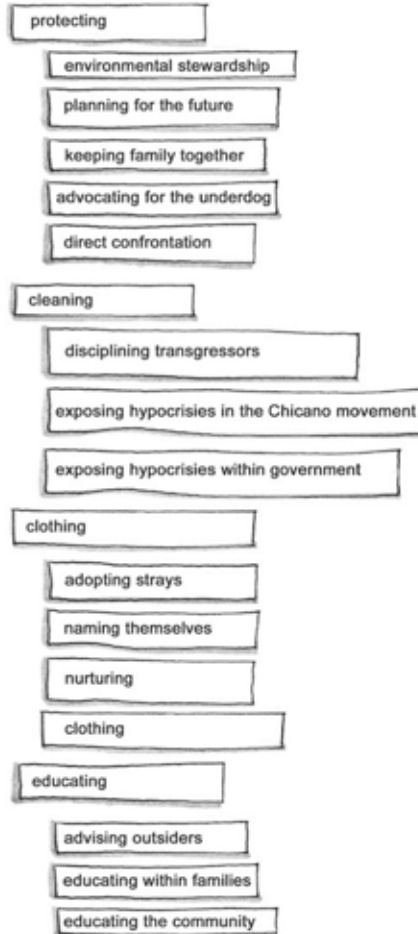 protecting
environmental stewardship
planning for the future
keeping family together
advocating for the underdog
direct confrontation
cleaning
disciplining transgressors
exposing hypocrisies in the Chicano movement
exposing hypocrisies within government
clothing
adopting strays
naming themselves
nurturing
clothing
educating
advising outsiders
educating within families
educating the community